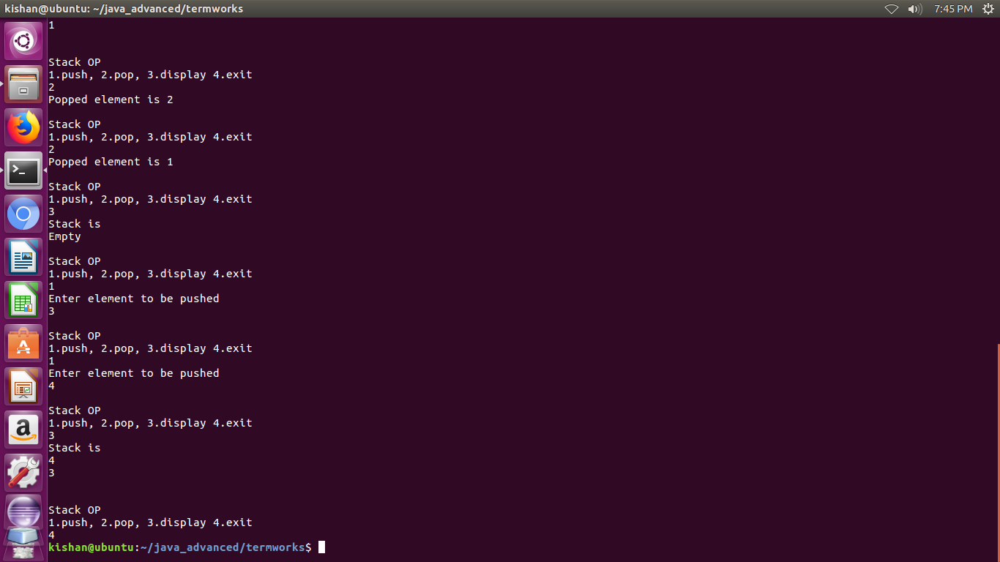 kishan@ubuntu: ~/java_advanced/termworks
7:45 PM
1
Stack OP
1.push, 2.pop, 3.display 4.exit
2
Popped element is 2
Stack OP
1.push, 2.pop, 3.display 4.exit
2
Popped element is 1
Stack OP
1.push, 2.pop, 3.display 4.exit
3
Stack is
Empty
Stack OP
1.push, 2.pop, 3.display 4.exit
1
Enter element to be pushed
3
Stack OP
1.push, 2.pop, 3.display 4.exit
1
Enter element to be pushed
4
Stack OP
1.push, 2.pop, 3.display 4.exit
3
Stack is
4
3
Stack OP
1.push, 2.pop, 3.display 4.exit
4
kishan@ubuntu:~/java_advanced/termworks$